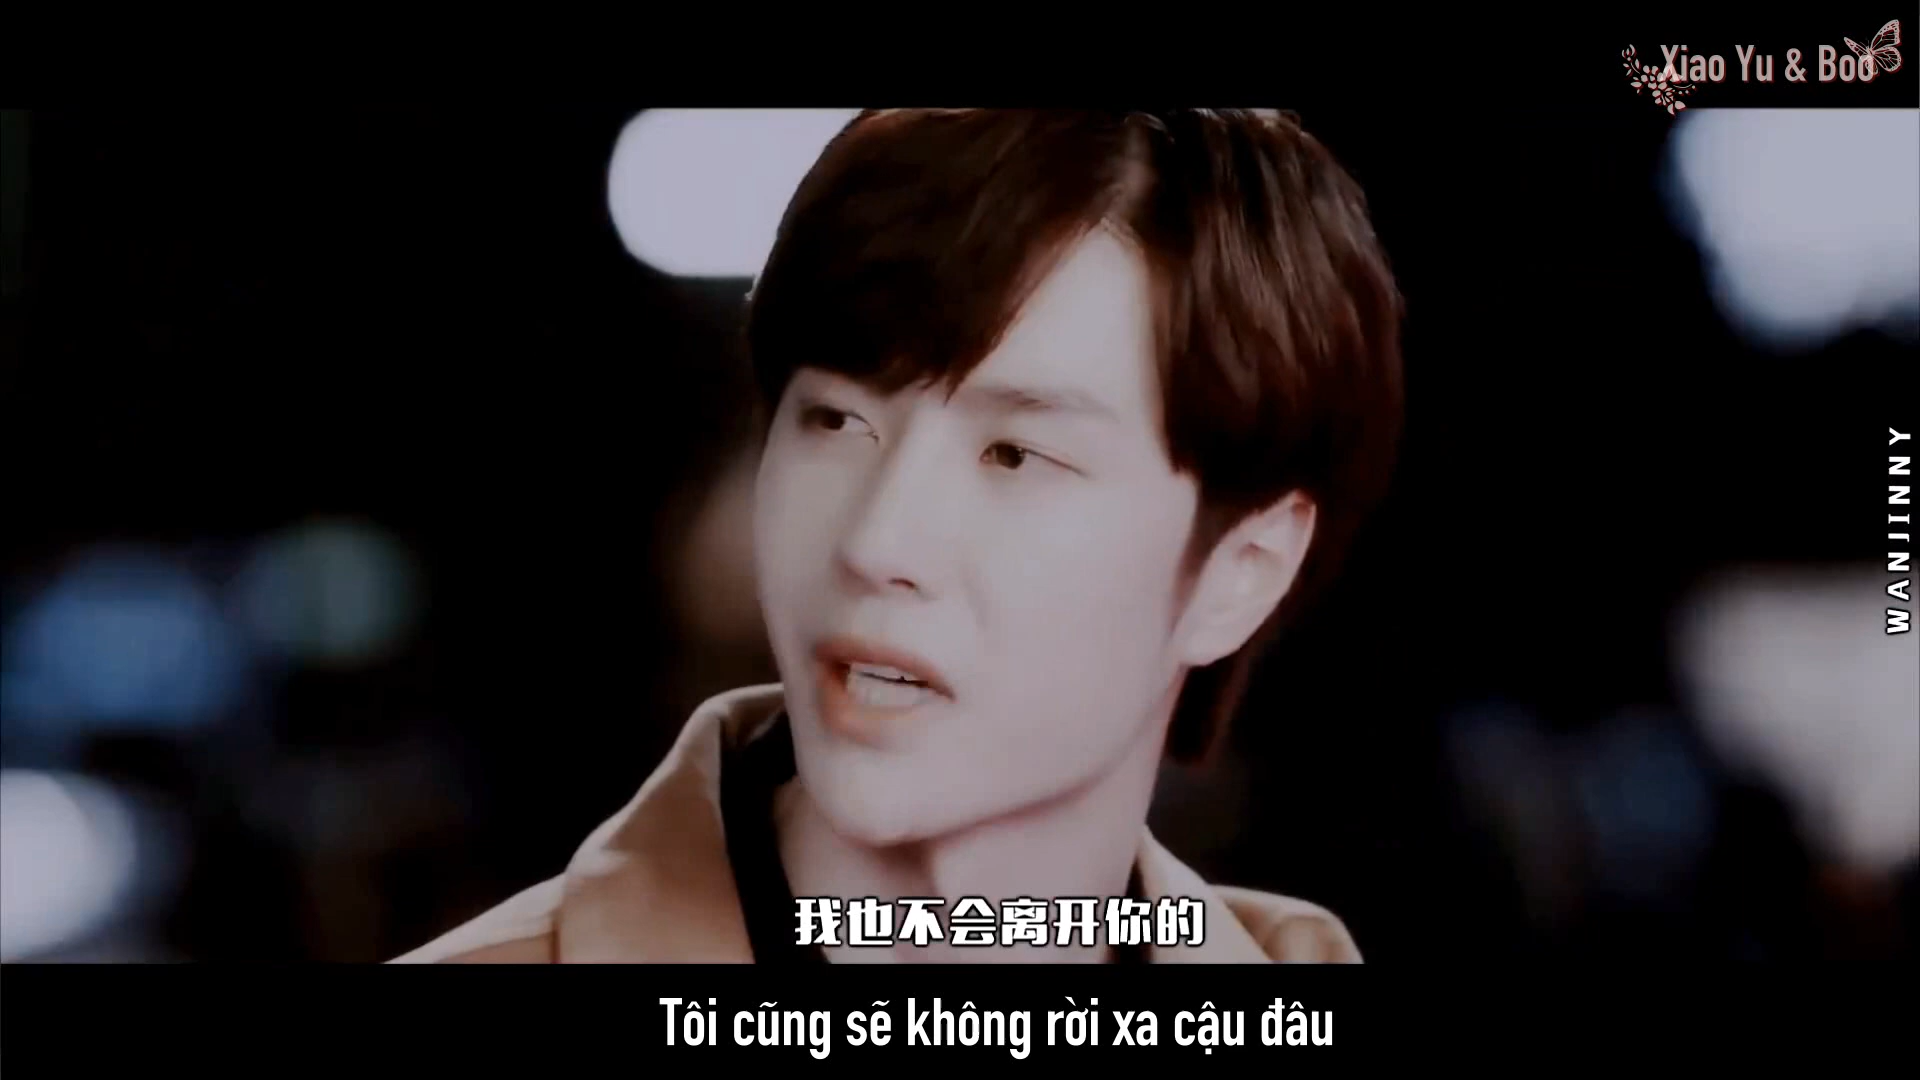 Xiao Yu & Boo
WANJINNY
我也不会离开你的
Tôi cũng sẽ không rời xa cậu đâu